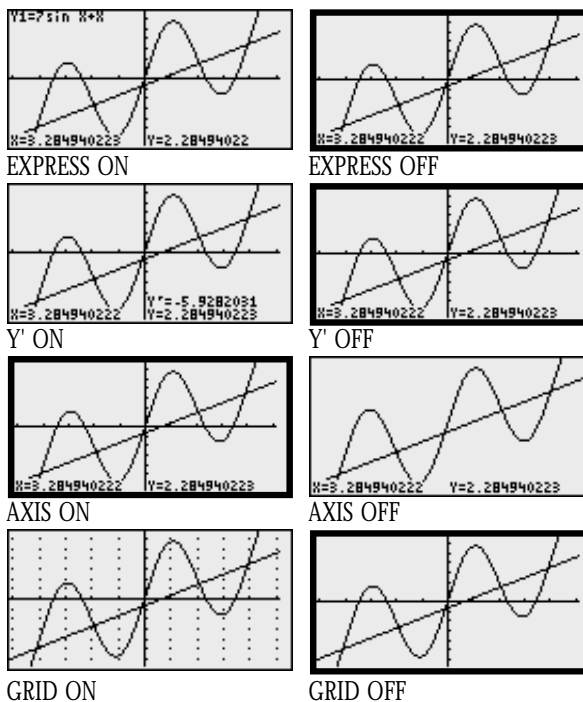 Y1=7sin X+X
X=3.284940223 Y=2.28494022
X=3.284940223 Y=2.284940223
EXPRESS ON
EXPRESS OFF
Y'=-5.9282031
X=3.284940222 Y=2.284940223
X=3.284940222 Y=2.284940223
Y' ON
Y' OFF
X=3.284940222 Y=2.284940223
X=3.284940222 Y=2.284940223
AXIS ON
AXIS OFF
GRID ON
GRID OFF